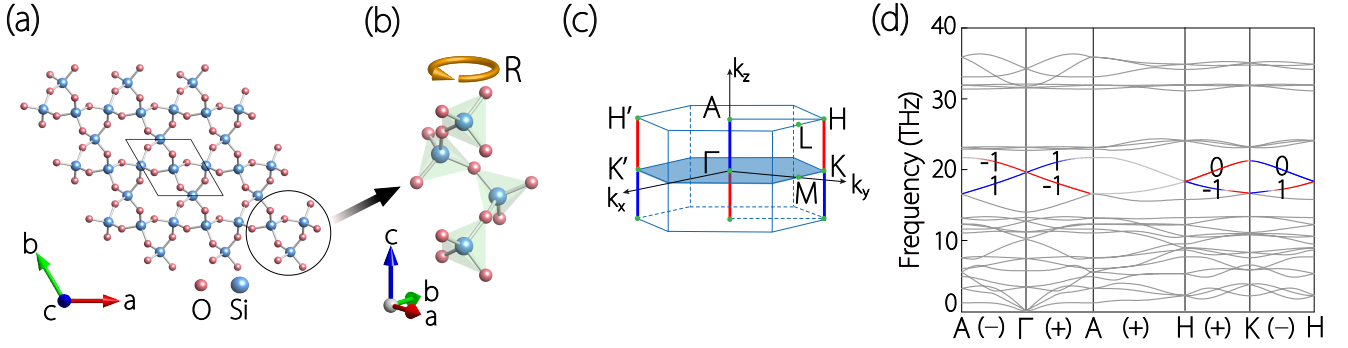 (a)
b
c
a
O
Si
(b)
R
c
b
a
(c)
kz
H′
A
H
L
K′
Γ
K
M
kx
ky
(d)
Frequency (THz)
40
30
20
10
0
-1
1
1
-1
0
0
-1
1
A (−) Γ (+) A (+) H (+) K (−) H